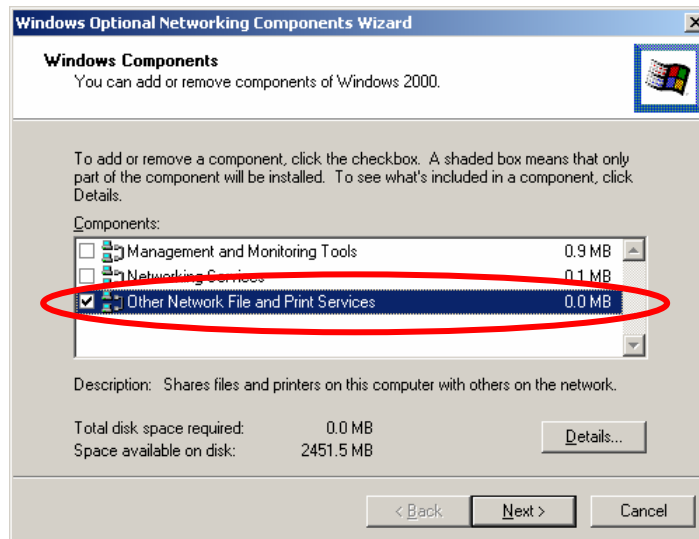 Windows Optional Networking Components Wizard
Windows Components
You can add or remove components of Windows 2000.
To add or remove a component, click the checkbox. A shaded box means that only
part of the component will be installed. To see what's included in a component, click
Details.
Components:
Management and Monitoring Tools 0.9 MB
Networking Services 0.1 MB
Other Network File and Print Services 0.0 MB
Description: Shares files and printers on this computer with others on the network.
Total disk space required: 0.0 MB
Space available on disk: 2451.5 MB
Details...
< Back Next > Cancel